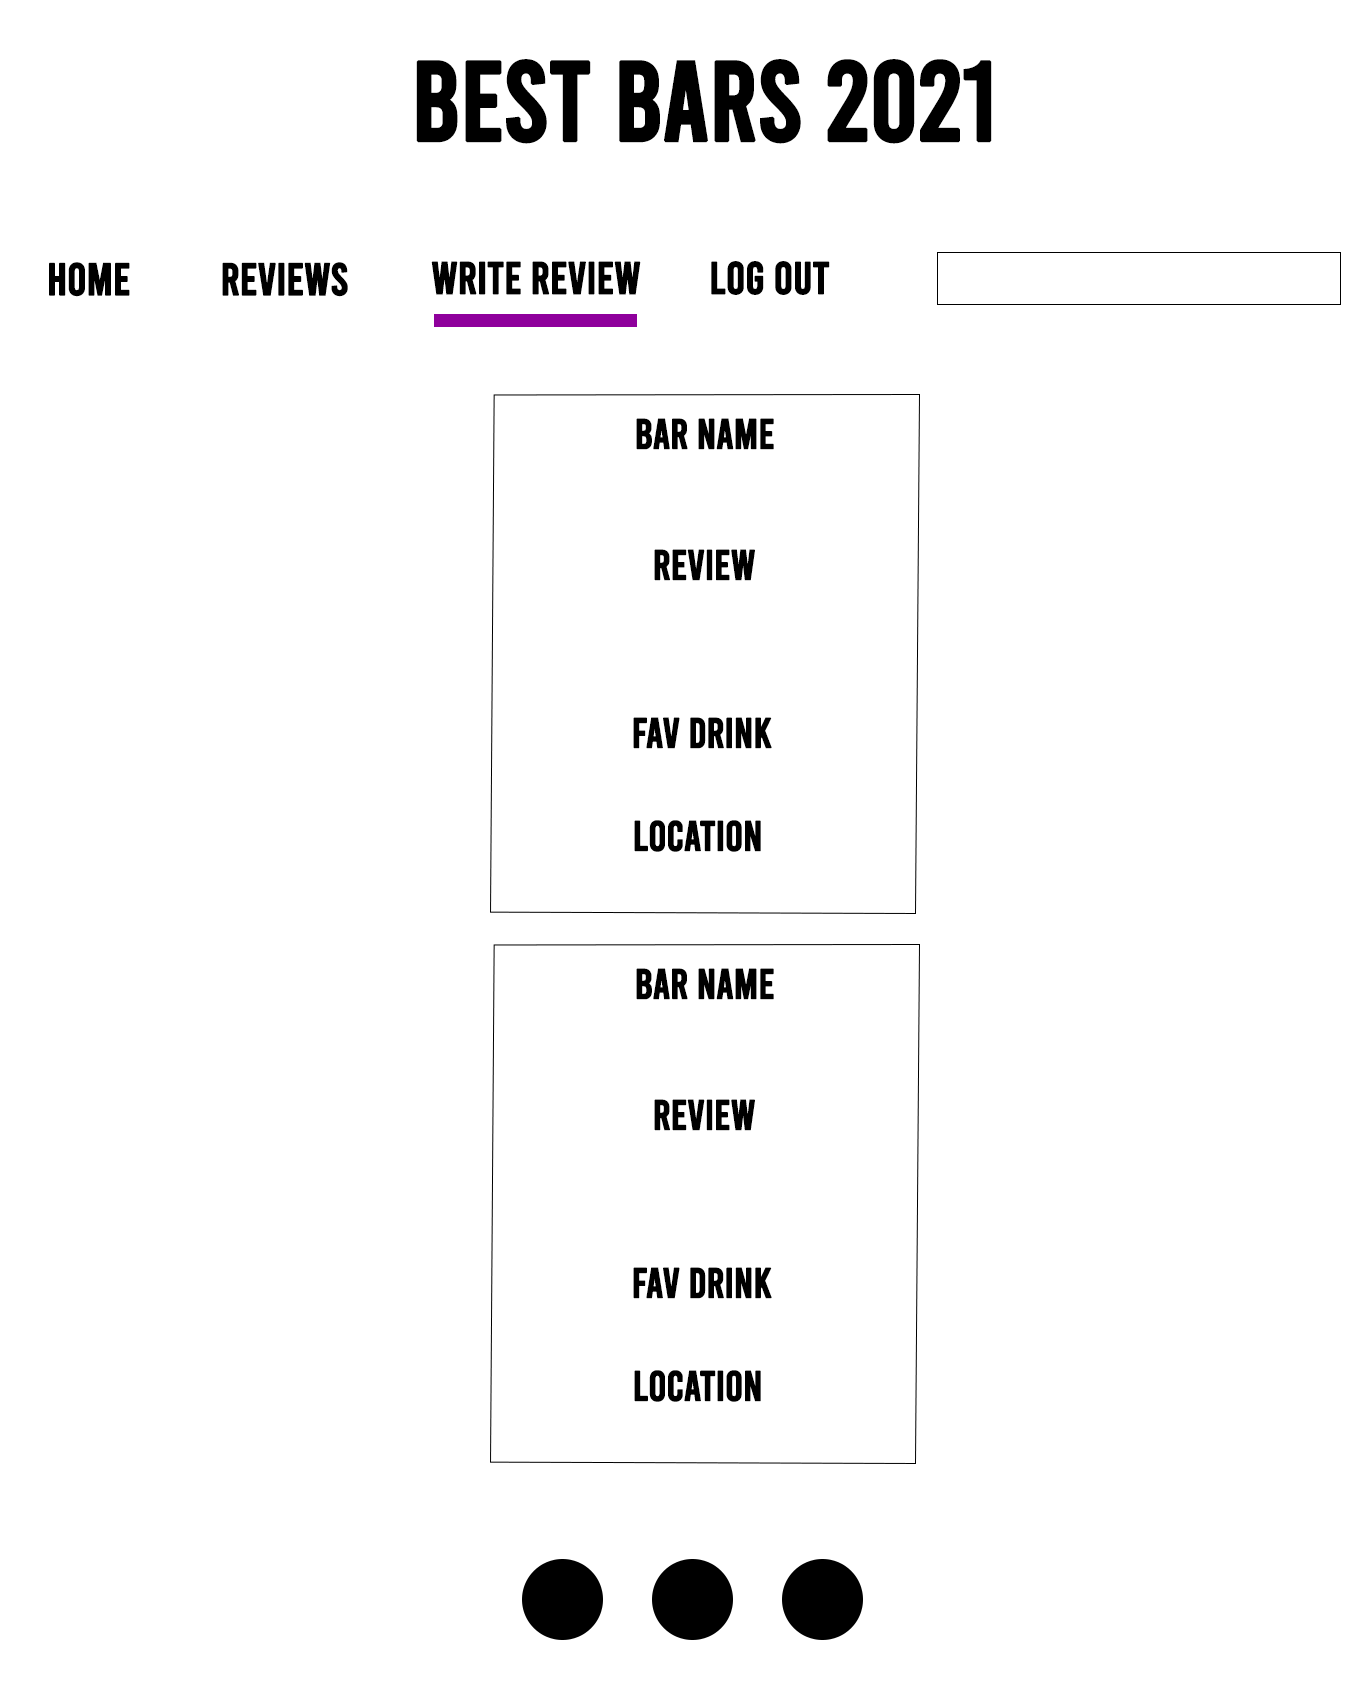 BEST BARS 2021
HOME REVIEWS WRITE REVIEW LOG OUT
BAR NAME
REVIEW
FAV DRINK
LOCATION
BAR NAME
REVIEW
FAV DRINK
LOCATION